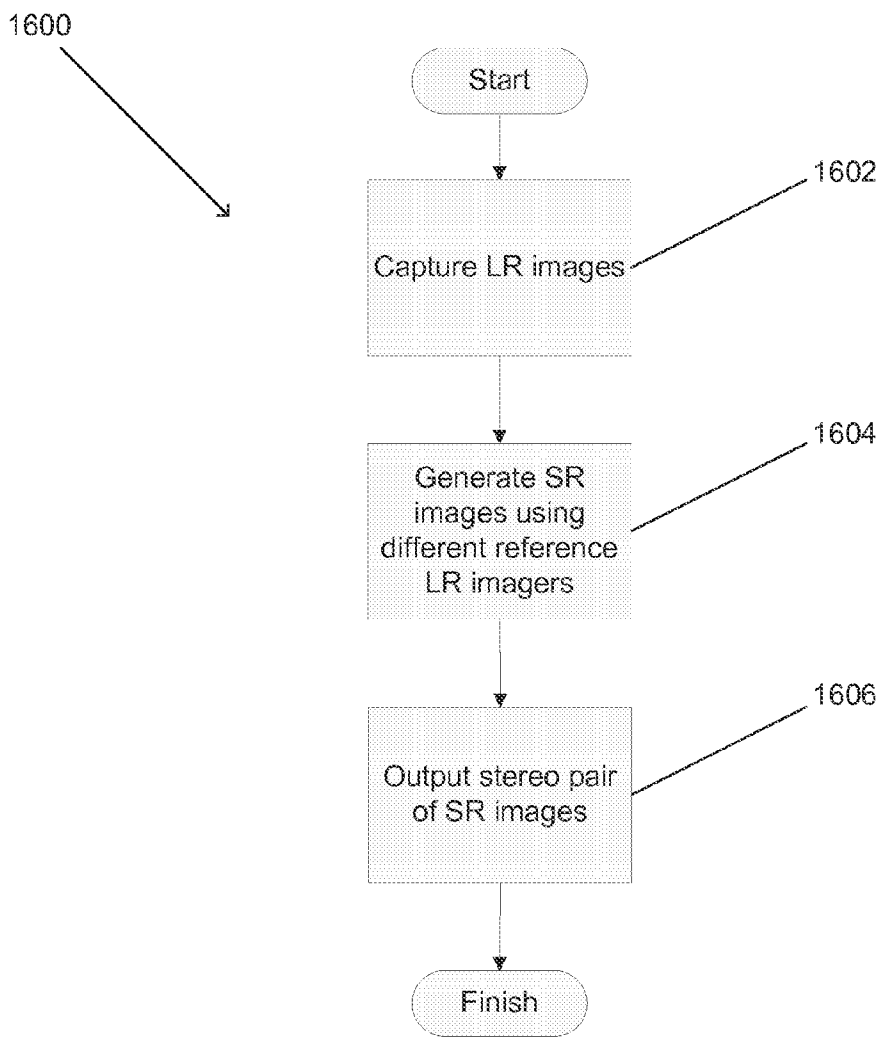 1600
Start
1602
Capture LR images
1604
Generate SR
images using
different reference
LR imagers
1606
Output stereo pair
of SR images
Finish